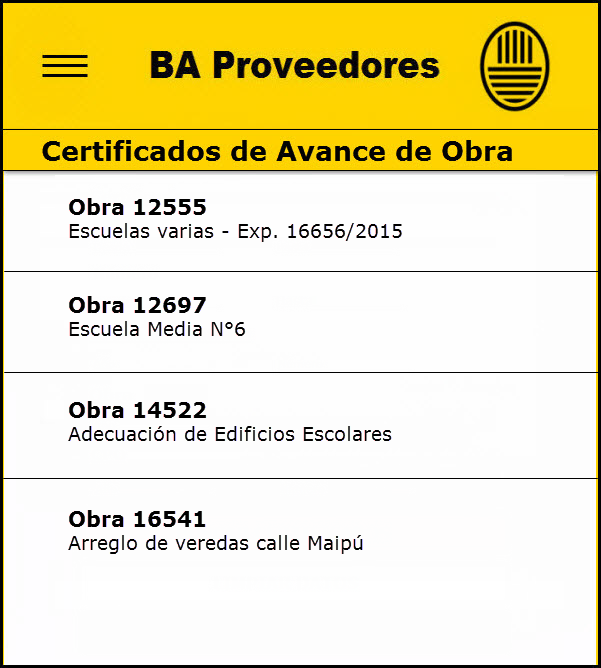 BA Proveedores
Certificados de Avance de Obra
Obra 12555
Escuelas varias - Exp. 16656/2015
Obra 12697
Escuela Media N°6
Obra 14522
Adecuación de Edificios Escolares
Obra 16541
Arreglo de veredas calle Maipú